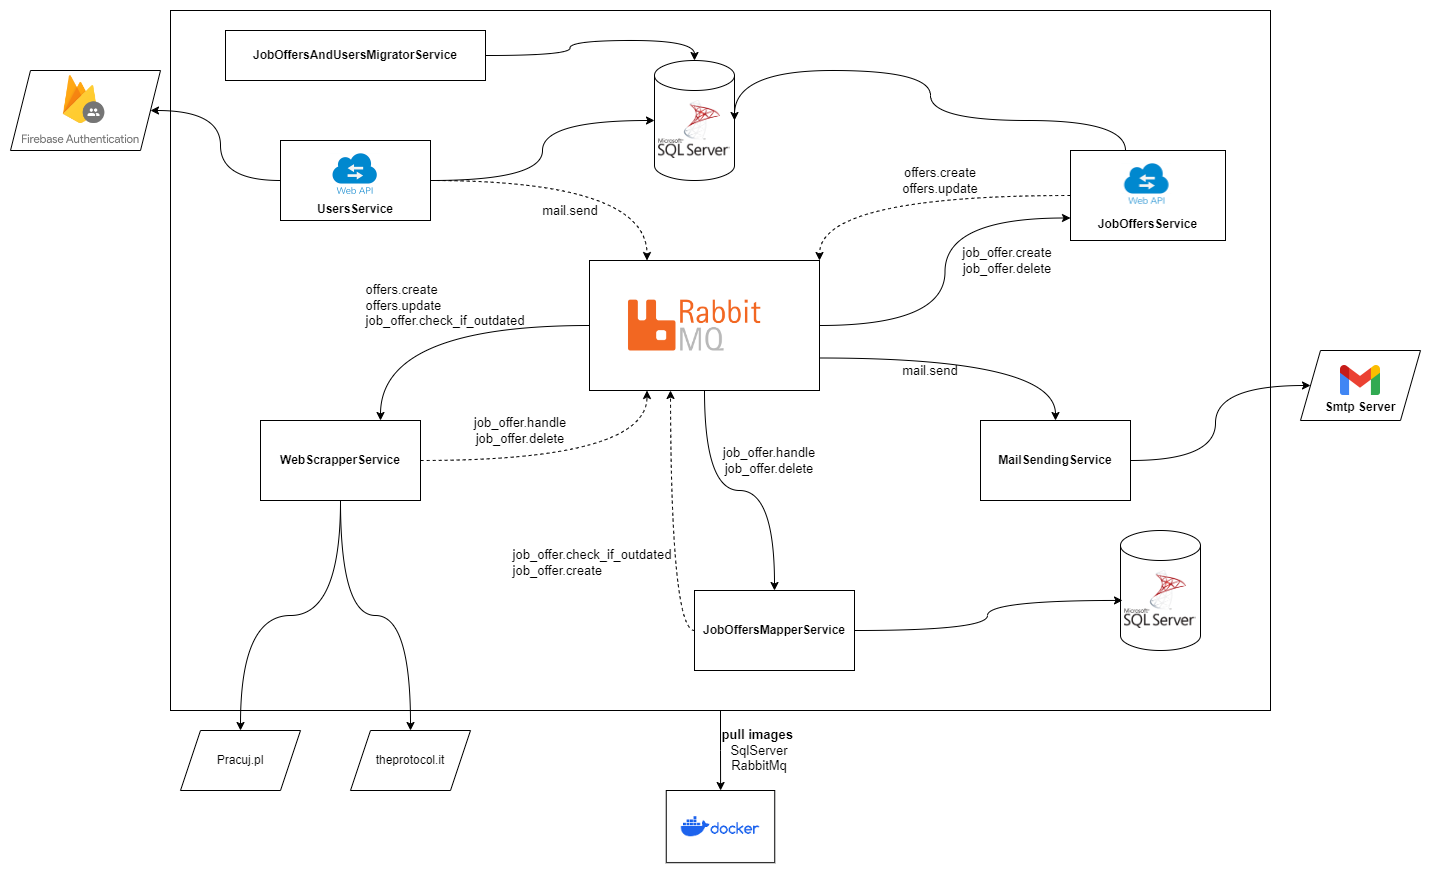 JobOffersAndUsersMigratorService
Firebase Authentication
Microsoft
SQL Server
Web API
UsersService
mail.send
offers.create
offers.update
Web API
JobOffersService
job_offer.create
job_offer.delete
offers.create
offers.update
job_offer.check_if_outdated
Rabbit
MQ
mail.send
Smtp Server
job_offer.handle
job_offer.delete
WebScrapperService
job_offer.handle
job_offer.delete
MailSendingService
job_offer.check_if_outdated
job_offer.create
JobOffersMapperService
Microsoft
SQL Server
Pracuj.pl
theprotocol.it
pull images
SqlServer
RabbitMq
docker